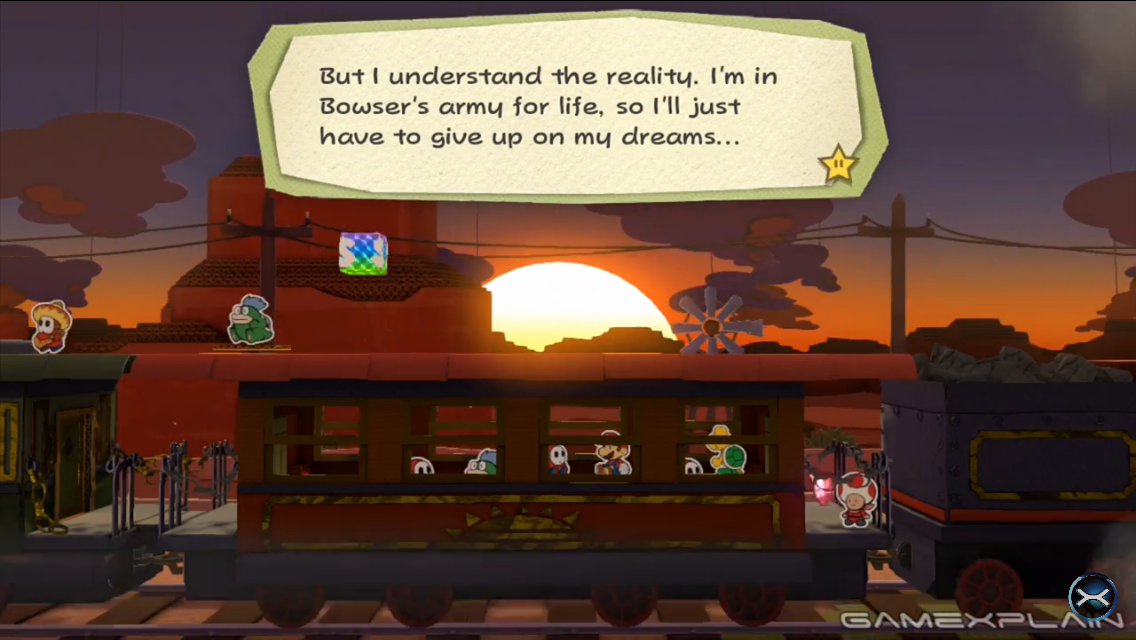 But I understand the reality. I'm in
Bowser's army for life, so I'll just
have to give up on my dreams...
GAMEXPLAIN